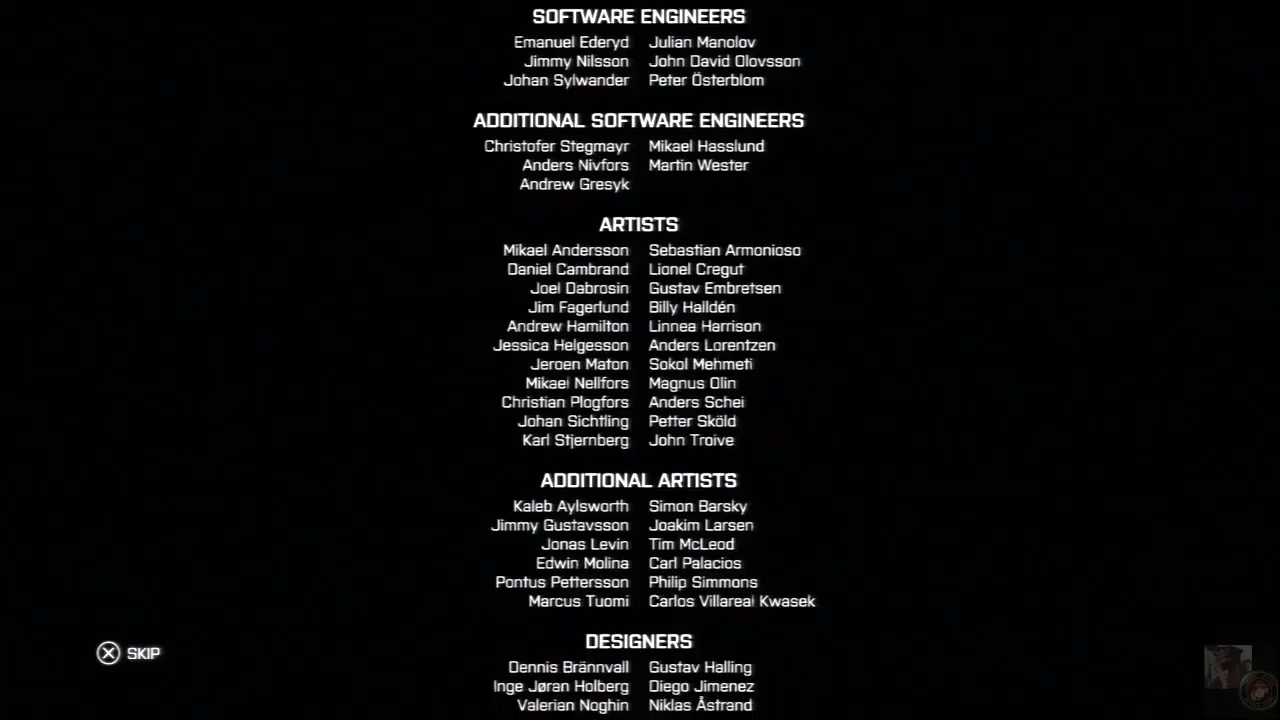 SOFTWARE ENGINEERS
Emanuel Ederyd Julian Manolov
Jimmy Nilsson John David Olovsson
Johan Sylwander Peter Österblom
ADDITIONAL SOFTWARE ENGINEERS
Christofer Stegmayr Mikael Hasslund
Anders Nivfors Martin Wester
Andrew Gresyk
ARTISTS
Mikael Andersson Sebastian Armonioso
Daniel Cambrand Lionel Cregut
Joel Dabrosin Gustav Embretsen
Jim Fagerlund Billy Halldén
Andrew Hamilton Linnea Harrison
Jessica Helgesson Anders Lorentzen
Jeroen Maton Sokol Mehmeti
Mikael Nellfors Magnus Olin
Christian Plogfors Anders Schei
Johan Sichtling Petter Sköld
Karl Stjernberg John Troive
ADDITIONAL ARTISTS
Kaleb Aylsworth Simon Barsky
Jimmy Gustavsson Joakim Larsen
Jonas Levin Tim McLeod
Edwin Molina Carl Palacios
Pontus Pettersson Philip Simmons
Marcus Tuomi Carlos Villareal Kwasek
DESIGNERS
Dennis Brännvall Gustav Halling
Inge Jøran Holberg Diego Jimenez
Valerian Noghin Niklas Åstrand
SKIP